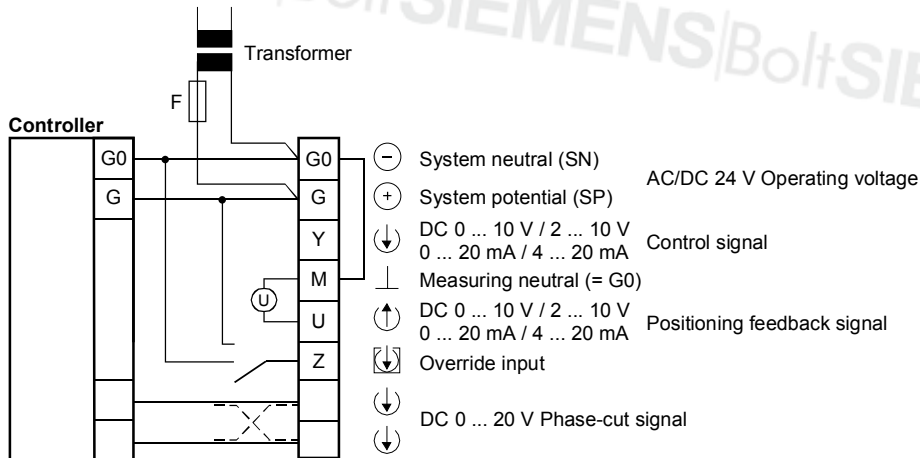 BoltSIEMENS|BoltSIE
Transformer
F
Controller
G0 G0 System neutral (SN)
AC/DC 24 V Operating voltage
G G System potential (SP)
Y DC 0 ... 10 V / 2 ... 10 V
0 ... 20 mA / 4 ... 20 mA Control signal
M Measuring neutral (= G0)
U
U DC 0 ... 10 V / 2 ... 10 V
0 ... 20 mA / 4 ... 20 mA Positioning feedback signal
Z Override input
DC 0 ... 20 V Phase-cut signal